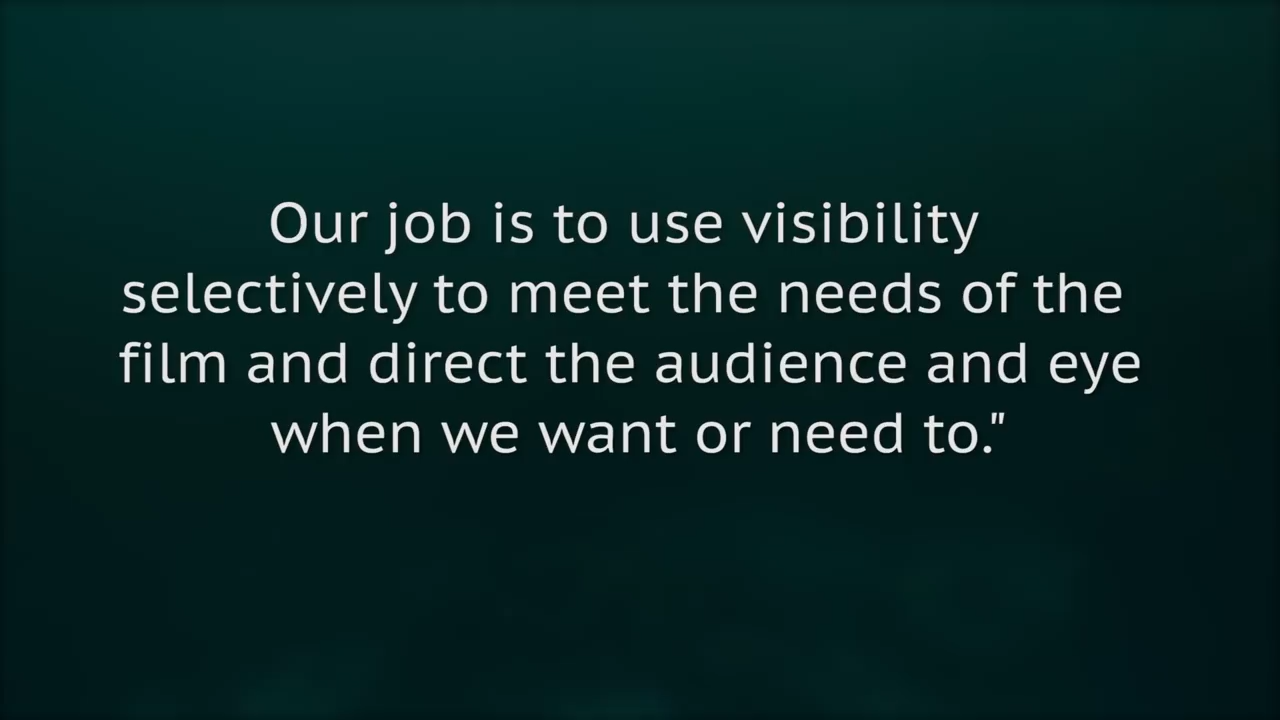 Our job is to use visibility
selectively to meet the needs of the
film and direct the audience and eye
when we want or need to."